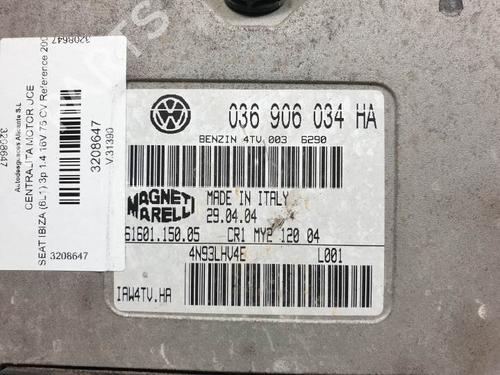 3208647
Autodesguaces Alicante S.L
CENTRALITA MOTOR UCE
SEAT IBIZA (6L1) 3p 1.4 16V 75 CV Reference
3208647
V.31390
3208647
3208647
036 906 034 HA
BENZIN 4TV 003 6290
MAGNETI MARELLI
MADE IN ITALY
29.04.04
61601.150.05 CR1 MY2 120 04
4N93LHV4E L001
IAW4TV.HA